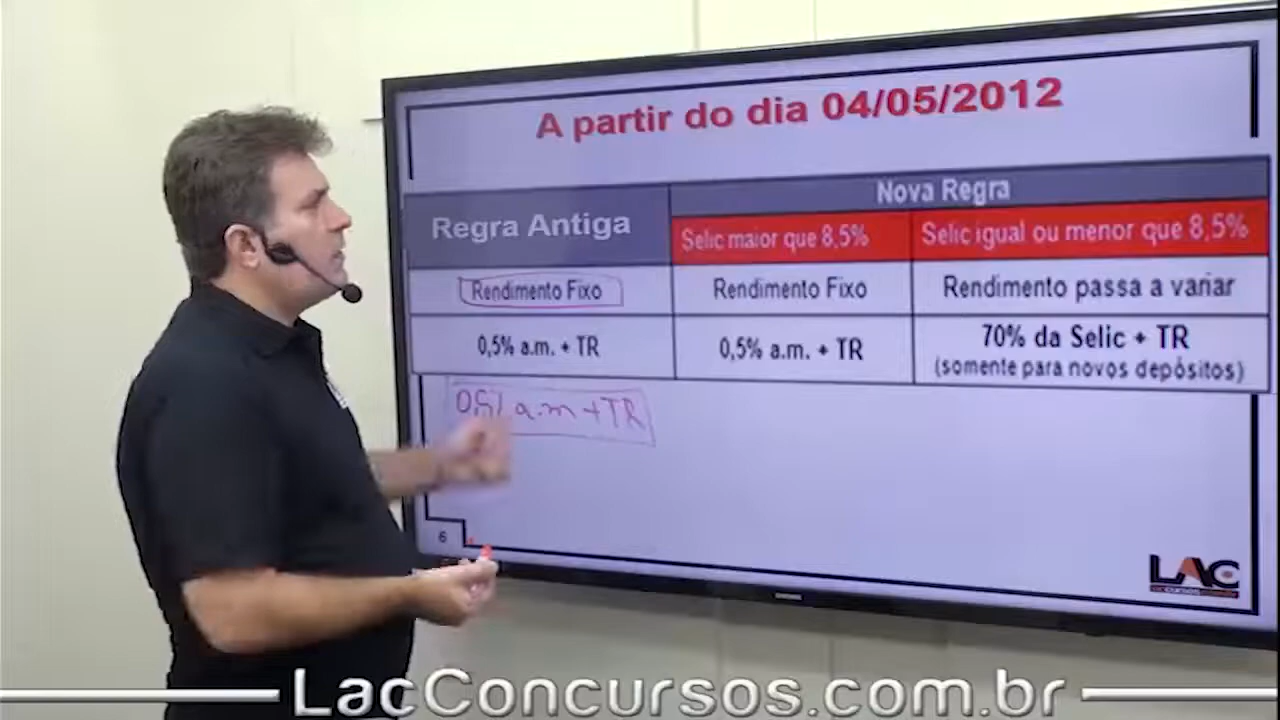 A partir do dia 04/05/2012
Regra Antiga
Nova Regra
Selic maior que 8,5%
Selic igual ou menor que 8,5%
Rendimento Fixo
Rendimento Fixo
Rendimento passa a variar
0,5% a.m. + TR
0,5% a.m. + TR
70% da Selic + TR
(somente para novos depósitos)
a.m + TR
6
LAC
LacConcursos.com.br